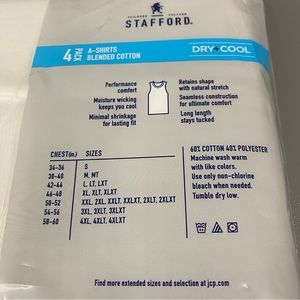 TAILORED CULTURE
STAFFORD.
4 PACK
A-SHIRTS
BLENDED COTTON
DRY+COOL
Performance
comfort
Moisture wicking
keeps you cool
Minimal shrinkage
for lasting fit
Retains shape
with natural stretch
Seamless construction
for ultimate comfort
Long length
stays tucked
CHEST(in.) SIZES
34-36 S
38-40 M, MT
42-44 L, LT, LXT
46-48 XL, XLT, XLXT
50-52 XXL, 2XL, XXLT, XXLXT, 2XLT, 2XLXT
54-56 3XL, 3XLT, 3XLXT
58-60 4XL, 4XLT, 4XLXT
60% COTTON 40% POLYESTER
Machine wash warm
with like colors.
Use only non-chlorine
bleach when needed.
Tumble dry low.
Find more extended sizes and selection at jcp.com